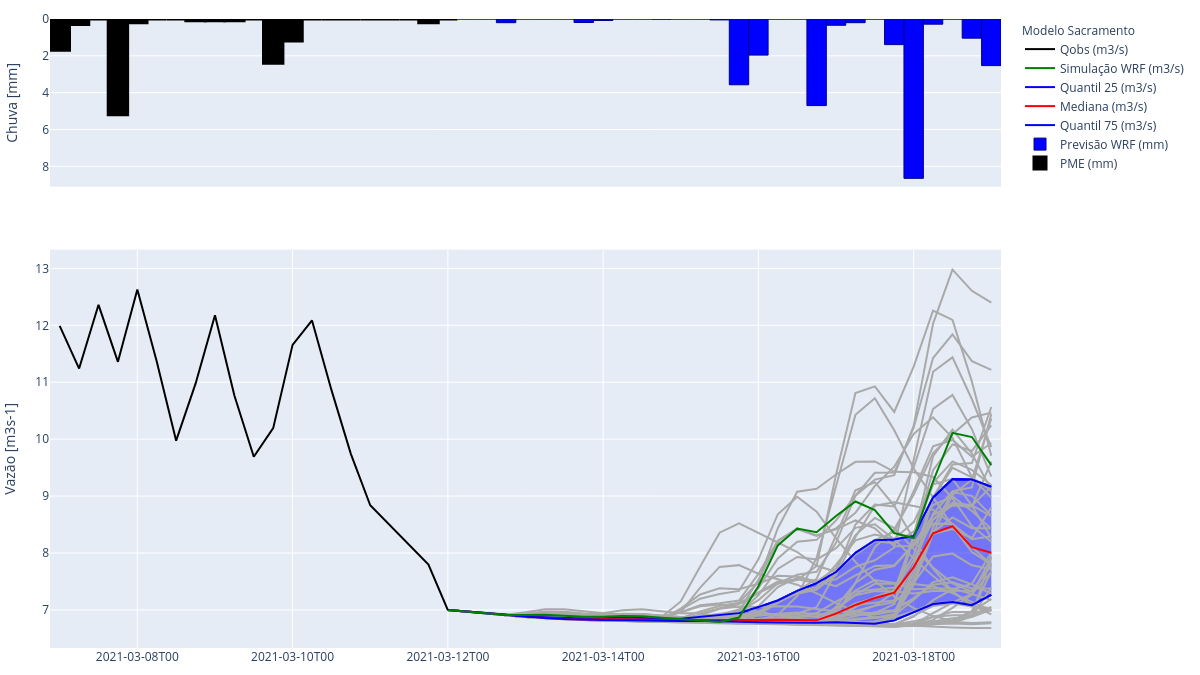 Chuva [mm]
0
2
4
6
8
Modelo Sacramento
Qobs (m3/s)
Simulação WRF (m3/s)
Quantil 25 (m3/s)
Mediana (m3/s)
Quantil 75 (m3/s)
Previsão WRF (mm)
PME (mm)
Vazão [m3s-1]
13
12
11
10
9
8
7
2021-03-08T00 2021-03-10T00 2021-03-12T00 2021-03-14T00 2021-03-16T00 2021-03-18T00